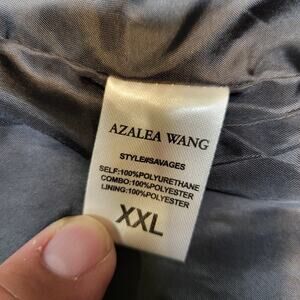 AZALEA WANG
STYLE#SAVAGES
SELF:100%POLYURETHANE
COMBO:100%POLYESTER
LINING:100%POLYESTER
XXL